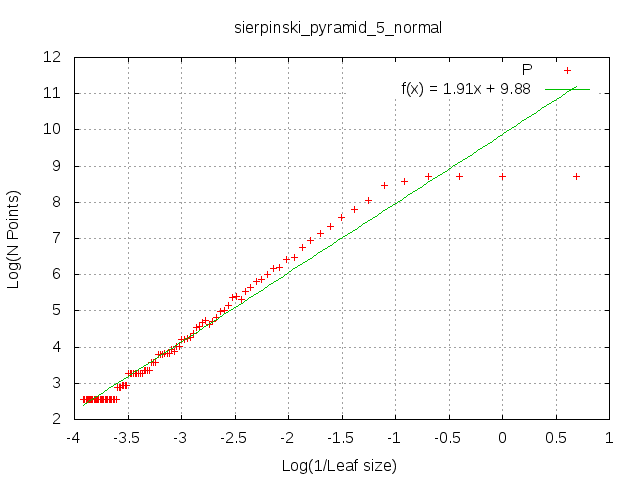 sierpinski_pyramid_5_normal
P
f(x) = 1.91x + 9.88
Log(N Points)
12
11
10
9
8
7
6
5
4
3
2
-4 -3.5 -3 -2.5 -2 -1.5 -1 -0.5 0 0.5 1
Log(1/Leaf size)